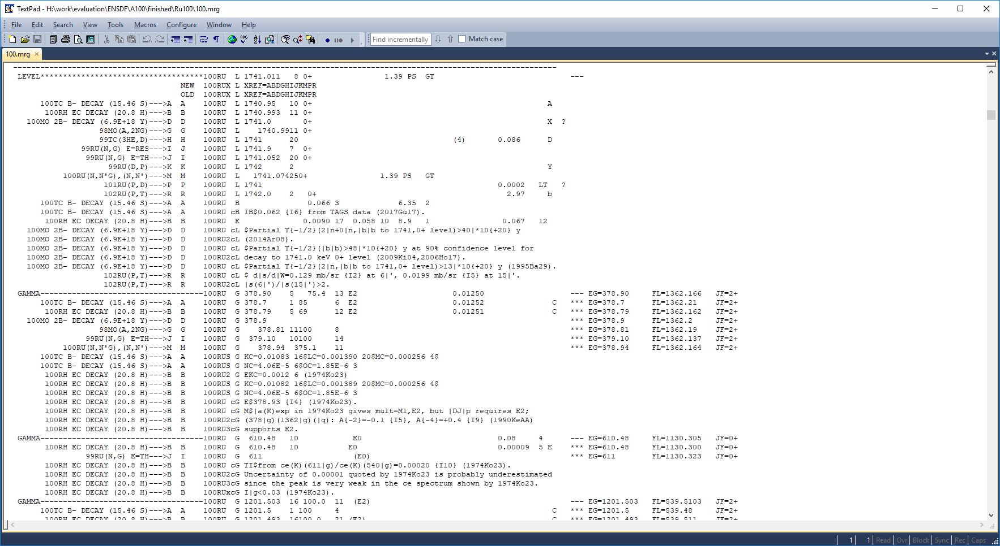 TextPad - H:\work\evaluation\ENSDF\A100\finished\Ru100\100.mrg
File Edit Search View Tools Macros Configure Window Help
Find incrementally Match case
100.mrg
------------------------------------------------------------------------------------------------------------------------
LEVEL************************************100RU  L 1741.011   8 0+                1.39 PS  GT                              ---
NEW  100RUX L XREF=ABDGHIJKMPR
OLD  100RUX L XREF=ABDGHIJKMPR
100TC B- DECAY (15.46 S)--->A  A    100RU  L 1740.95   10 0+                                                    A
100RH EC DECAY (20.8 H)--->B  B    100RU  L 1740.993  11 0+
100MO 2B- DECAY (6.9E+18 Y)--->D  D    100RU  L 1741.0       0+                                                    X  ?
98MO(A,2NG)--->G  G    100RU  L    1740.9911 0+
99TC(3HE,D)--->H  H    100RU  L 1741      20                                  (4)       0.086      D
99RU(N,G) E=RES--->I  J    100RU  L 1741.9    7 0+
99RU(N,G) E=TH--->J  I    100RU  L 1741.052  20 0+
99RU(D,P)--->K  K    100RU  L 1742      2                                                        Y
100RU(N,N'G),(N,N')--->M  M    100RU  L   1741.074250+                1.39 PS  GT
101RU(P,D)--->P  P    100RU  L 1741                                                    0.0002   LT   ?
102RU(P,T)--->R  R    100RU  L 1742.0    2   0+                                          2.97     b
100TC B- DECAY (15.46 S)--->A  A    100RU  B               0.066 3             6.35  2
100TC B- DECAY (15.46 S)--->A  A    100RU cB IB$0.062 {I6} from TAGS data (2017Gu17).
100RH EC DECAY (20.8 H)--->B  B    100RU  E              0.0090 17  0.058 10  8.9   1                0.067   12
100MO 2B- DECAY (6.9E+18 Y)--->D  D    100RU cL $Partial T{-1/2}(2|n+0|n,|b|b to 1741,0+ level)>40|*10{+20} y
100MO 2B- DECAY (6.9E+18 Y)--->D  D    100RU2cL (2014Ar08).
100MO 2B- DECAY (6.9E+18 Y)--->D  D    100RU cL $Partial T{-1/2}(|b|b)>48|*10{+20} y at 90% confidence level for
100MO 2B- DECAY (6.9E+18 Y)--->D  D    100RU2cL decay to 1741.0 keV 0+ level (2009Ki04,2006Ho17).
100MO 2B- DECAY (6.9E+18 Y)--->D  D    100RU cL $Partial T{-1/2}(2|n,|b|b to 1741,0+ level)>13|*10{+20} y (1995Ba29).
102RU(P,T)--->R  R    100RU cL $ d|s/d|W=0.129 mb/sr {I2} at 6|', 0.0199 mb/sr {I5} at 15|'.
102RU(P,T)--->R  R    100RU2cL |s(6|')/|s(15|')>2.
GAMMA------------------------------------100RU  G 378.90    5   75.4  13 E2                     0.01250                   --- EG=378.90     FL=1362.166   JF=2+
100TC B- DECAY (15.46 S)--->A  A    100RU  G 378.7     1 85      6  E2                     0.01252               C   *** EG=378.7      FL=1362.21    JF=2+
100RH EC DECAY (20.8 H)--->B  B    100RU  G 378.79    5 69      12 E2                     0.01251               C   *** EG=378.79     FL=1362.162   JF=2+
100MO 2B- DECAY (6.9E+18 Y)--->D  D    100RU  G 378.9                                                                    *** EG=378.9      FL=1362.2     JF=2+
98MO(A,2NG)--->G  G    100RU  G    378.81 11100     8                                                   *** EG=378.81     FL=1362.19    JF=2+
99RU(N,G) E=TH--->J  I    100RU  G  379.10   10100     14                                                  *** EG=379.10     FL=1362.137   JF=2+
100RU(N,N'G),(N,N')--->M  M    100RU  G    378.94  375.1    11                                                  *** EG=378.94     FL=1362.164   JF=2+
100TC B- DECAY (15.46 S)--->A  A    100RUS G KC=0.01083 16$LC=0.001390 20$MC=0.000256 4$
100TC B- DECAY (15.46 S)--->A  A    100RUS G NC=4.06E-5 6$OC=1.85E-6 3
100RH EC DECAY (20.8 H)--->B  B    100RU2 G EKC=0.0012 6 (1974Ko23)
100RH EC DECAY (20.8 H)--->B  B    100RUS G KC=0.01082 16$LC=0.001389 20$MC=0.000256 4$
100RH EC DECAY (20.8 H)--->B  B    100RUS G NC=4.06E-5 6$OC=1.85E-6 3
100RH EC DECAY (20.8 H)--->B  B    100RU cG E$378.93 {I4} (1974Ko23).
100RH EC DECAY (20.8 H)--->B  B    100RU cG M$|a(K)exp in 1974Ko23 gives mult=M1,E2, but |DJ|p requires E2;
100RH EC DECAY (20.8 H)--->B  B    100RU2cG (378|g)(1362|g)(|q): A{-2}=-0.1 {I5}, A{-4}=+0.4 {I9} (1990KeAA)
100RH EC DECAY (20.8 H)--->B  B    100RU3cG supports E2.
GAMMA------------------------------------100RU  G  610.48   10            E0                              0.08     4      --- EG=610.48     FL=1130.305   JF=0+
100RH EC DECAY (20.8 H)--->B  B    100RU  G  610.48   10           E0                               0.00009  5 E    *** EG=610.48     FL=1130.300   JF=0+
99RU(N,G) E=TH--->J  I    100RU  G  611                  (E0)                                             *** EG=611        FL=1130.323   JF=0+
100RH EC DECAY (20.8 H)--->B  B    100RU cG TI$from ce(K)(611|g)/ce(K)(540|g)=0.00020 {I10} (1974Ko23).
100RH EC DECAY (20.8 H)--->B  B    100RU2cG Uncertainty of 0.00001 quoted by 1974Ko23 is probably underestimated
100RH EC DECAY (20.8 H)--->B  B    100RU3cG since the peak is very weak in the ce spectrum shown by 1974Ko23.
100RH EC DECAY (20.8 H)--->B  B    100RUxcG I|g<0.03 (1974Ko23).
GAMMA------------------------------------100RU  G 1201.503  16 100.0  11  (E2)                                            --- EG=1201.503   FL=539.5103   JF=2+
100TC B- DECAY (15.46 S)--->A  A    100RU  G 1201.5    1 100     4                                               C   *** EG=1201.5     FL=539.48     JF=2+
100RH EC DECAY (20.8 H)--->B  B    100RU  G 1201.493  16100.0   21 (E2)                                          C   *** EG=1201.493   FL=539.511    JF=2+
1 1 Read Ovr Block Sync Rec Caps